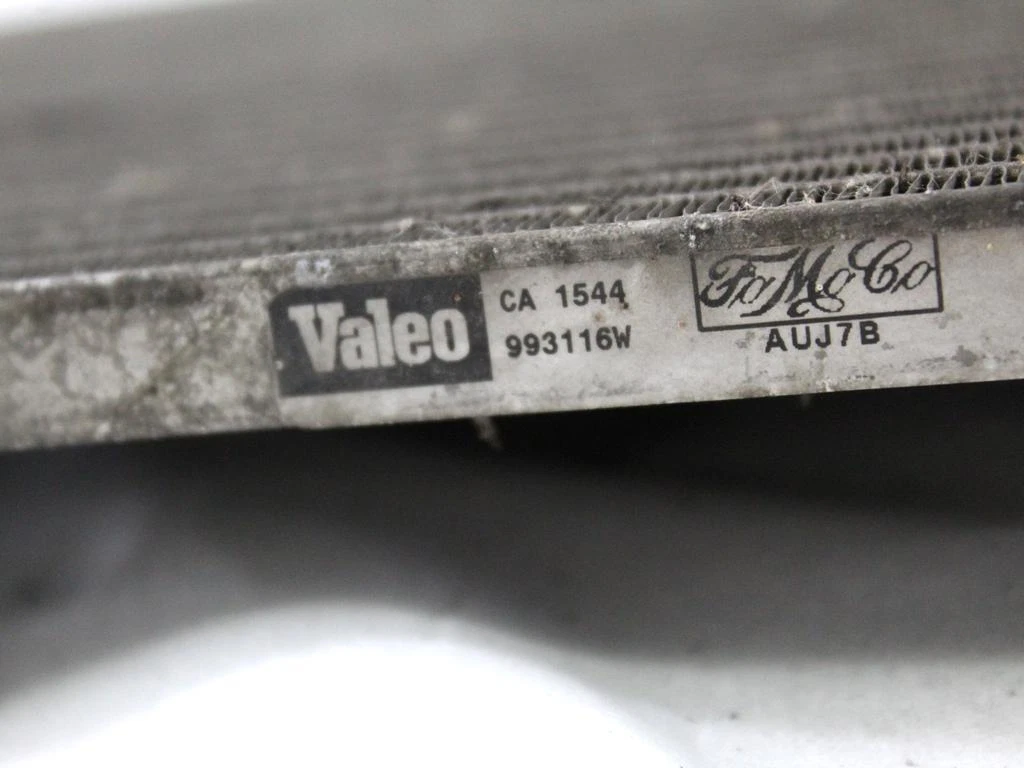 Valeo
CA 1544
993116W
FoMoCo
AUJ7B